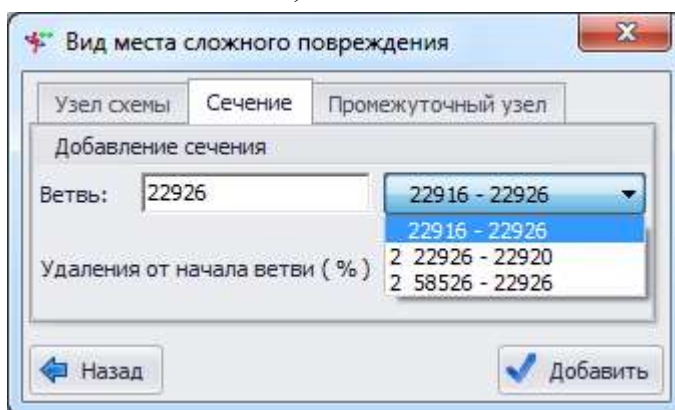 Вид места сложного повреждения
Узел схемы Сечение Промежуточный узел
Добавление сечения
Ветвь: 22926 22916 - 22926
22916 - 22926
2 22926 - 22920
Удаления от начала ветви ( % )
2 58526 - 22926
Назад Добавить